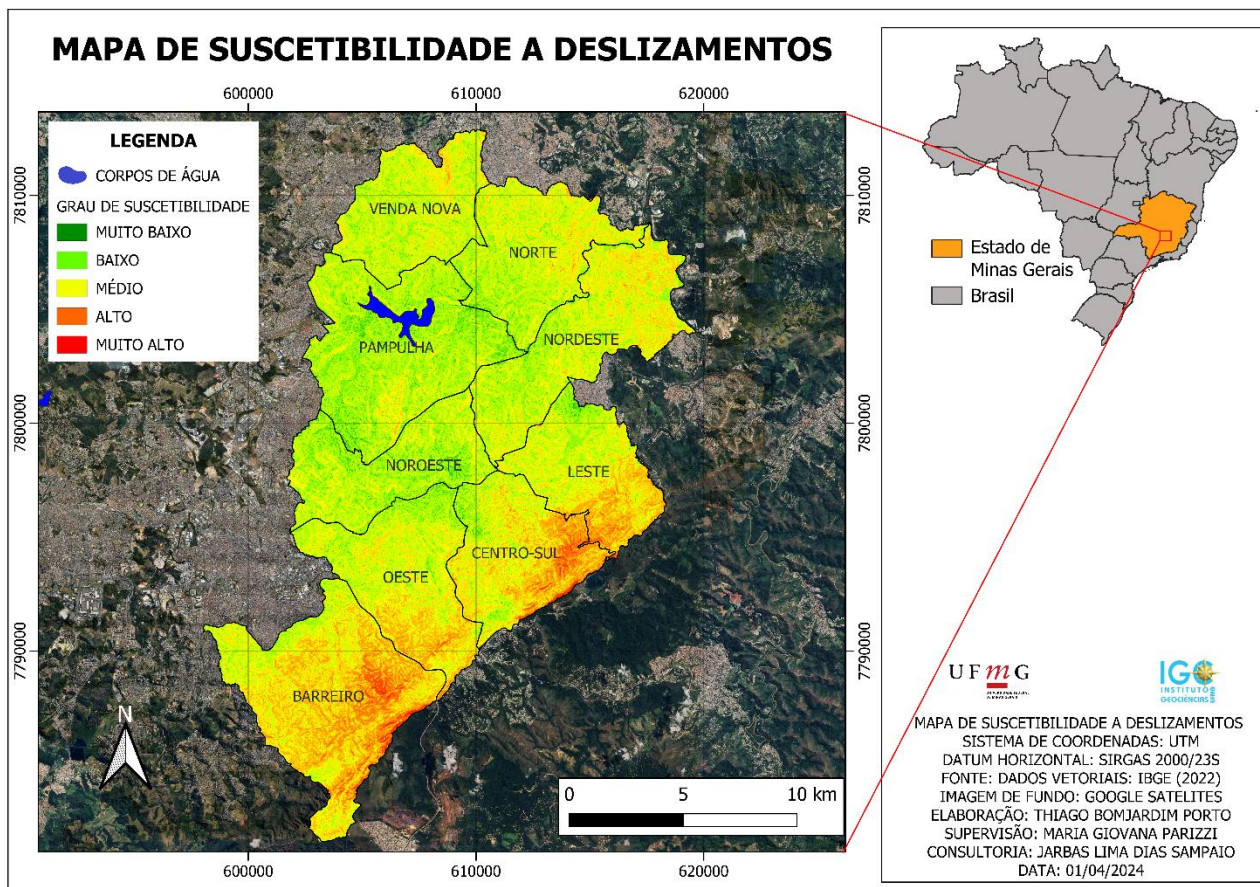 MAPA DE SUSCETIBILIDADE A DESLIZAMENTOS
600000
610000
620000
7810000
7800000
7790000
LEGENDA
CORPOS DE ÁGUA
GRAU DE SUSCETIBILIDADE
MUITO BAIXO
BAIXO
MÉDIO
ALTO
MUITO ALTO
VENDA NOVA
NORTE
PAMPULHA
NORDESTE
NOROESTE
LESTE
CENTRO-SUL
OESTE
BARREIRO
N
0 5 10 km
7810000
7800000
7790000
600000
610000
620000
Estado de
Minas Gerais
Brasil
UFmG
IGC
INSTITUTO
GEOCIÊNCIAS
UFMG
MAPA DE SUSCETIBILIDADE A DESLIZAMENTOS
SISTEMA DE COORDENADAS: UTM
DATUM HORIZONTAL: SIRGAS 2000/23S
FONTE: DADOS VETORIAIS: IBGE (2022)
IMAGEM DE FUNDO: GOOGLE SATELITES
ELABORAÇÃO: THIAGO BOMJARDIM PORTO
SUPERVISÃO: MARIA GIOVANA PARIZZI
CONSULTORIA: JARBAS LIMA DIAS SAMPAIO
DATA: 01/04/2024